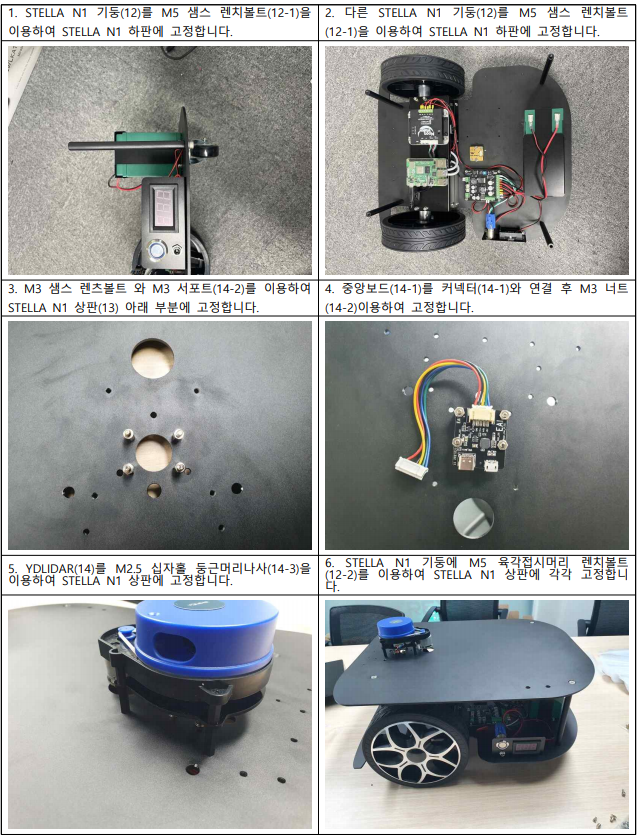 1. STELLA N1 기둥(12)를 M5 샘스 렌치볼트(12-1)을
이용하여 STELLA N1 하판에 고정합니다.
2. 다른 STELLA N1 기둥(12)를 M5 샘스 렌치볼트
(12-1)을 이용하여 STELLA N1 하판에 고정합니다.
3. M3 샘스 렌츠볼트 와 M3 서포트(14-2)를 이용하여
STELLA N1 상판(13) 아래 부분에 고정합니다.
4. 중앙보드(14-1)를 커넥터(14-1)와 연결 후 M3 너트
(14-2)이용하여 고정합니다.
5. YDLIDAR(14)를 M2.5 십자홀 둥근머리나사(14-3)을
이용하여 STELLA N1 상판에 고정합니다.
6. STELLA N1 기둥에 M5 육각접시머리 렌치볼트
(12-2)를 이용하여 STELLA N1 상판에 각각 고정합니
다.